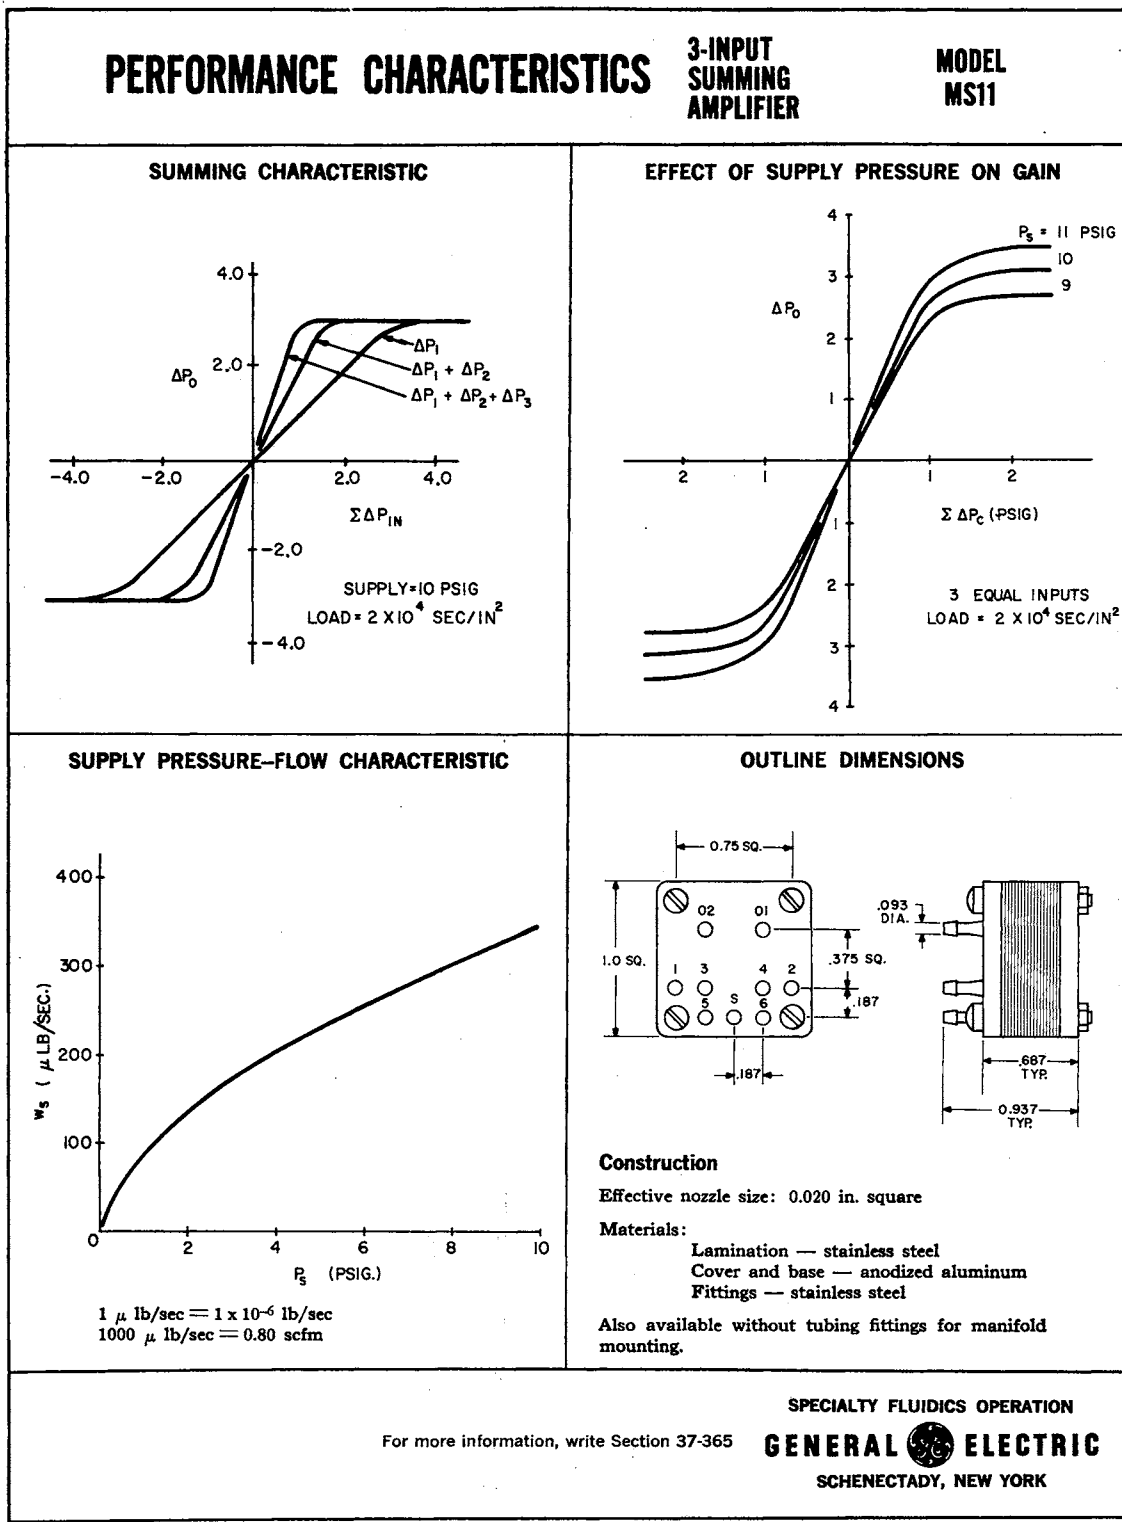 PERFORMANCE CHARACTERISTICS
3-INPUT
SUMMING
AMPLIFIER
MODEL
MS11
SUMMING CHARACTERISTIC
4.0
2.0
ΔP₀
ΔP₁
ΔP₁ + ΔP₂
ΔP₁ + ΔP₂ + ΔP₃
-4.0
-2.0
2.0
4.0
Σ ΔP_IN
-2.0
-4.0
SUPPLY=10 PSIG
LOAD= 2 X 10⁴ SEC/IN²
EFFECT OF SUPPLY PRESSURE ON GAIN
4
3
2
1
ΔP₀
Pₛ = 11 PSIG
10
9
2
1
1
2
Σ ΔP_C (PSIG)
1
2
3
4
3 EQUAL INPUTS
LOAD = 2 X 10⁴ SEC/IN²
SUPPLY PRESSURE–FLOW CHARACTERISTIC
400
300
200
100
0
Wₛ ( μ LB/SEC.)
2
4
6
8
10
Pₛ (PSIG.)
1 μ lb/sec = 1 x 10⁻⁶ lb/sec
1000 μ lb/sec = 0.80 scfm
OUTLINE DIMENSIONS
0.75 SQ.
1.0 SQ.
02
01
1
3
4
2
5
S
6
.375 SQ.
.187
.187
.093
DIA.
.687
TYP.
0.937
TYP.
Construction
Effective nozzle size: 0.020 in. square
Materials:
Lamination — stainless steel
Cover and base — anodized aluminum
Fittings — stainless steel
Also available without tubing fittings for manifold
mounting.
For more information, write Section 37-365
SPECIALTY FLUIDICS OPERATION
GENERAL GE ELECTRIC
SCHENECTADY, NEW YORK